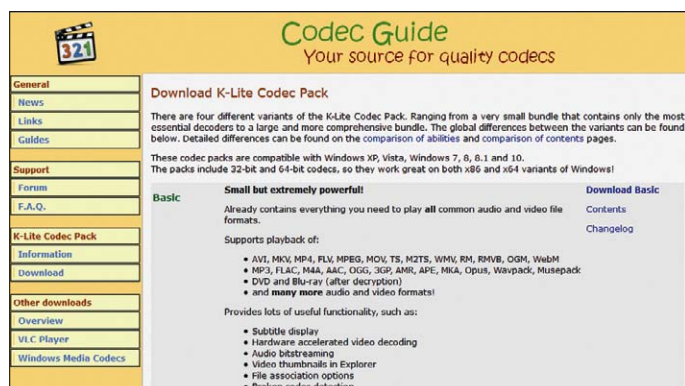 321
Codec Guide
Your source for quality codecs
General
News
Links
Guides
Support
Forum
F.A.Q.
K-Lite Codec Pack
Information
Download
Other downloads
Overview
VLC Player
Windows Media Codecs
Download K-Lite Codec Pack
There are four different variants of the K-Lite Codec Pack. Ranging from a very small bundle that contains only the most
essential decoders to a large and more comprehensive bundle. The global differences between the variants can be found
below. Detailed differences can be found on the comparison of abilities and comparison of contents pages.
These codec packs are compatible with Windows XP, Vista, Windows 7, 8, 8.1 and 10.
The packs include 32-bit and 64-bit codecs, so they work great on both x86 and x64 variants of Windows!
Basic
Small but extremely powerful!
Already contains everything you need to play all common audio and video file
formats.
Supports playback of:
• AVI, MKV, MP4, FLV, MPEG, MOV, TS, M2TS, WMV, RM, RMVB, OGM, WebM
• MP3, FLAC, M4A, AAC, OGG, 3GP, AMR, APE, MKA, Opus, Wavpack, Musepack
• DVD and Blu-ray (after decryption)
• and many more audio and video formats!
Provides lots of useful functionality, such as:
• Subtitle display
• Hardware accelerated video decoding
• Audio bitstreaming
• Video thumbnails in Explorer
• File association options
• Broken codec detection
Download Basic
Contents
Changelog